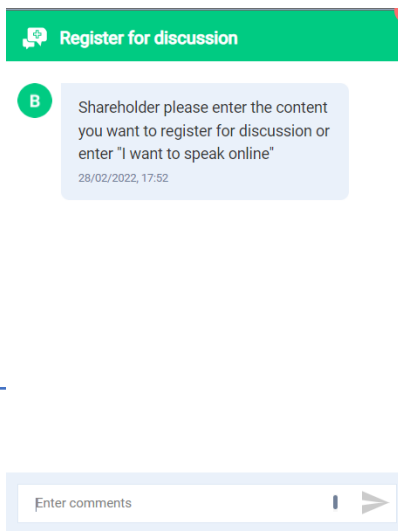 Register for discussion
B
Shareholder please enter the content
you want to register for discussion or
enter "I want to speak online"
28/02/2022, 17:52
Enter comments